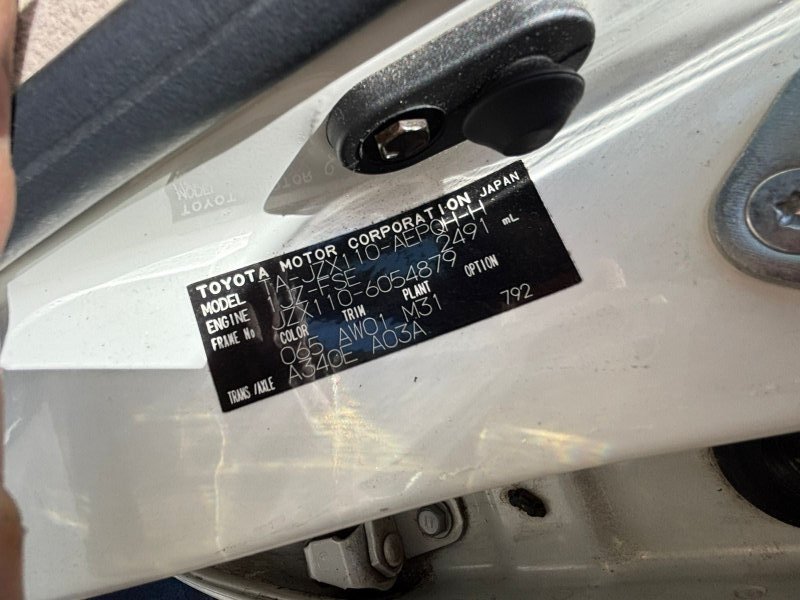 TOYOTA MOTOR CORPORATION JAPAN
MODEL TA-JZX110-AEPQH-H
ENGINE 1JZ-FSE 2491 mL
FRAME No. JZX110-6054879
COLOR TRIM PLANT OPTION
065 AW01 M31 792
TRANS/AXLE A340E A03A